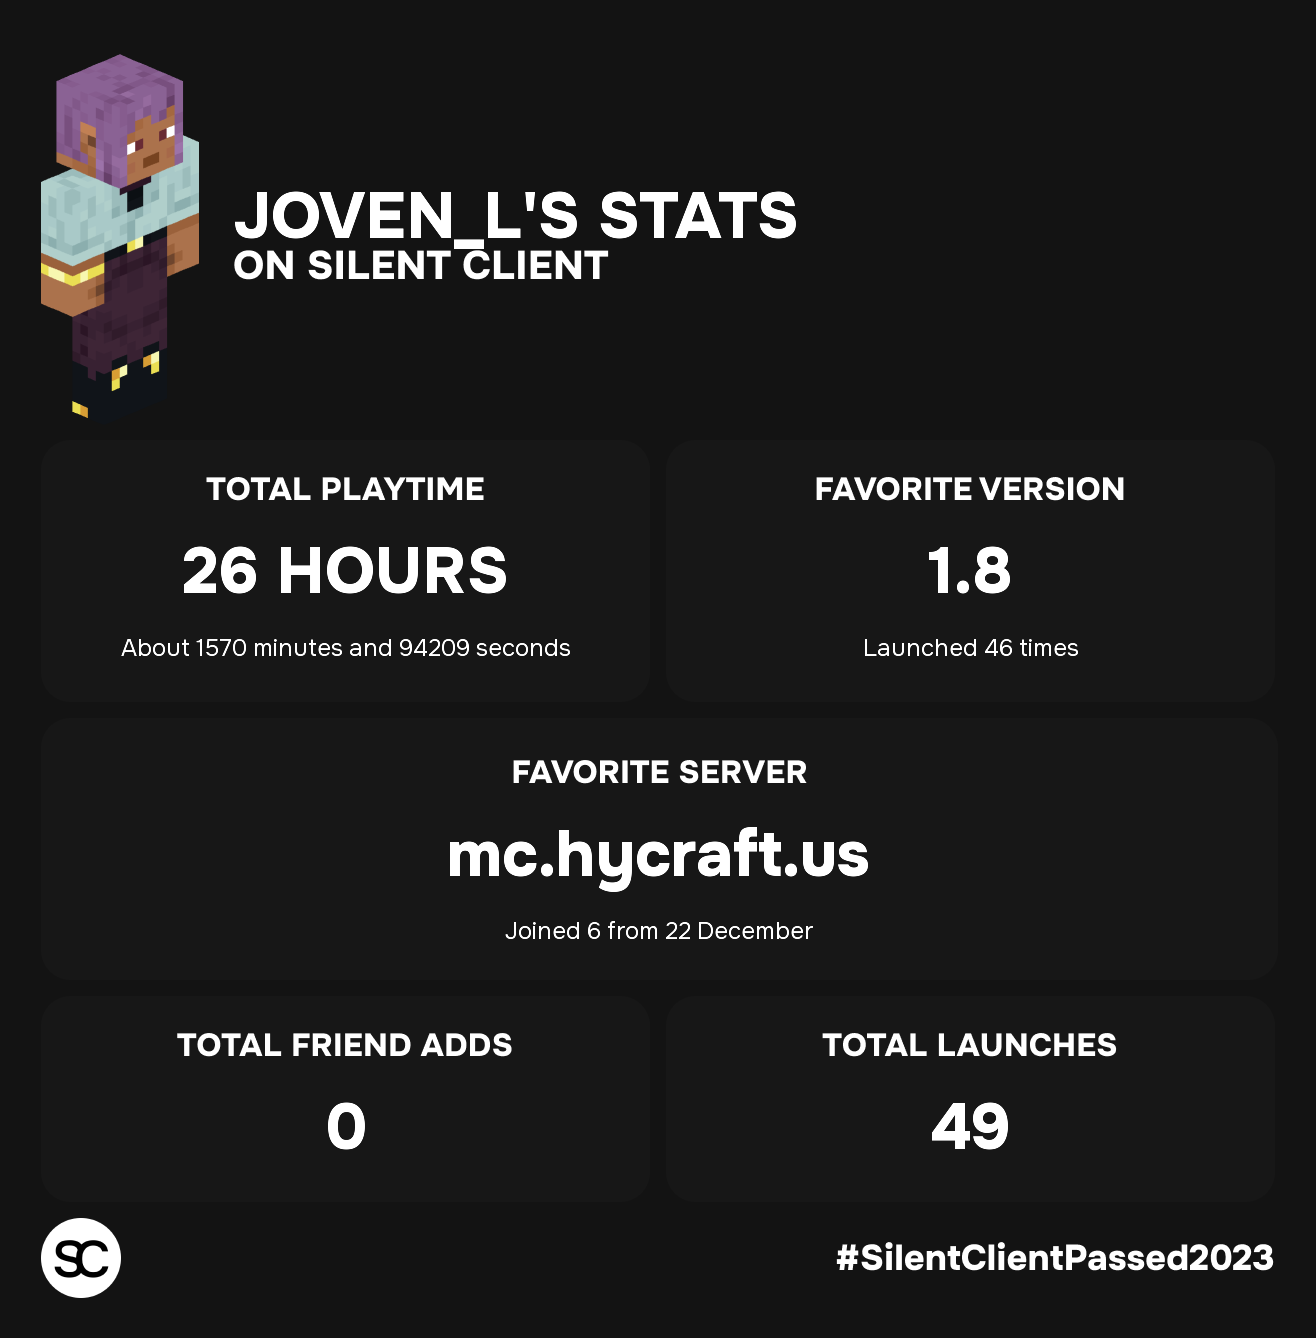 JOVEN_L'S STATS
ON SILENT CLIENT
TOTAL PLAYTIME
26 HOURS
About 1570 minutes and 94209 seconds
FAVORITE VERSION
1.8
Launched 46 times
FAVORITE SERVER
mc.hycraft.us
Joined 6 from 22 December
TOTAL FRIEND ADDS
0
TOTAL LAUNCHES
49
SC
#SilentClientPassed2023